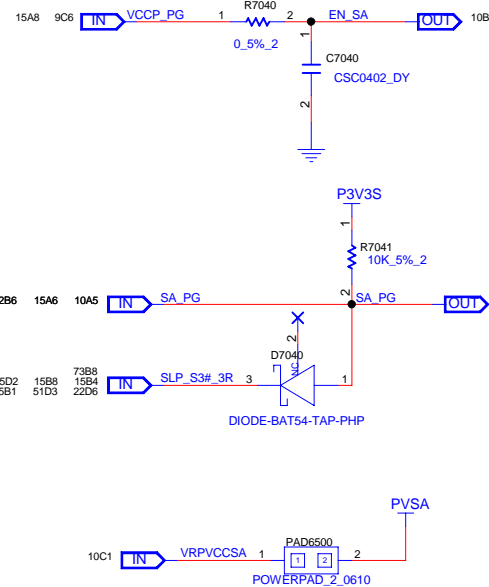 R7040
15A8 9C6 IN VCCP_PG 1 2 EN_SA OUT 10B
0_5%_2
1
C7040
CSC0402_DY
2
P3V3S
1
R7041
10K_5%_2
2
2B6 15A6 10A5 IN SA_PG SA_PG OUT
2
D7040
NC
73B8
5D2 15B8 15B4 IN SLP_S3#_3R 3 1
5B1 51D3 22D6
DIODE-BAT54-TAP-PHP
PVSA
PAD6500
10C1 IN VRPVCCSA 1 1 2 2
POWERPAD_2_0610